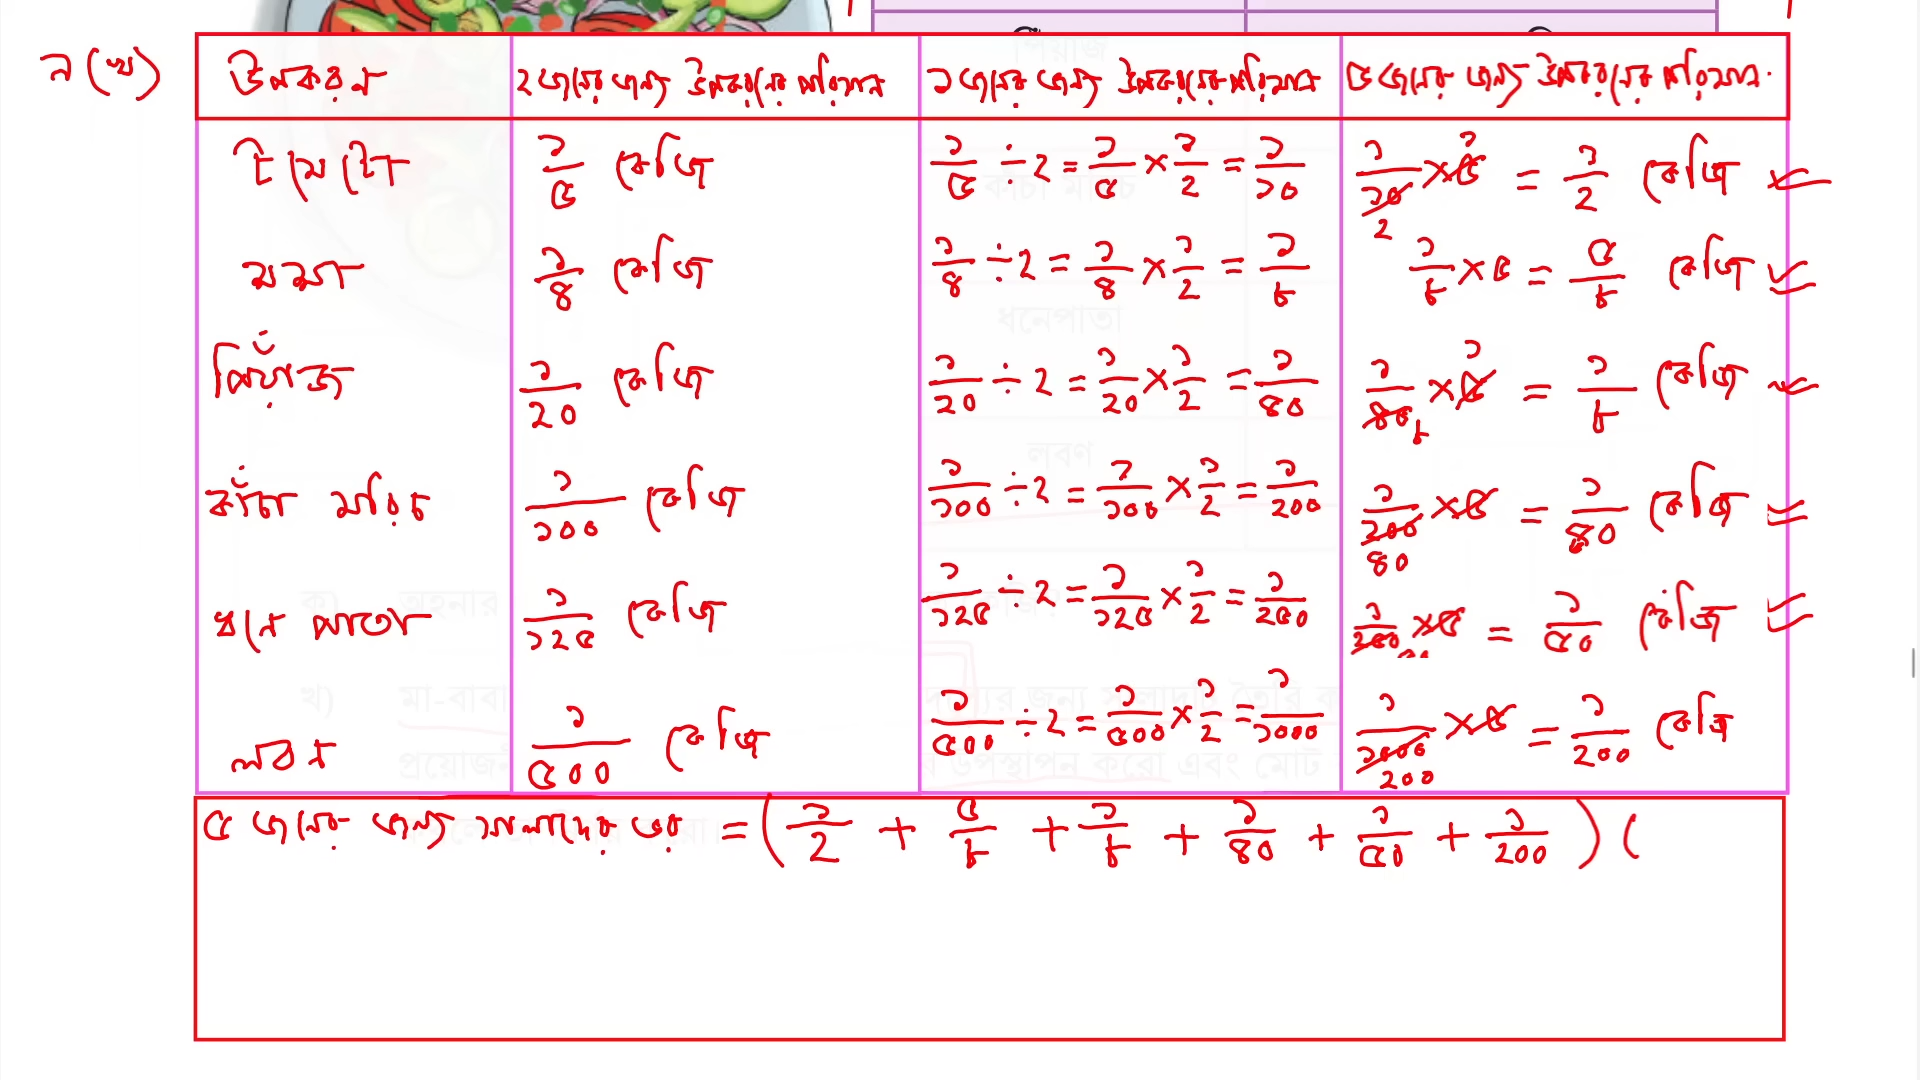 ৯(খ)
উপকরণ ২ জনের জন্য উপকরণের পরিমাণ ১ জনের জন্য উপকরণের পরিমাণ ৫ জনের জন্য উপকরণের পরিমাণ
টমেটো ১/৫ কেজি ১/৫ ÷ ২ = ১/৫ × ১/২ = ১/১০ ১/১০ × ৫ = ১/২ কেজি
শসা ১/৪ কেজি ১/৪ ÷ ২ = ১/৪ × ১/২ = ১/৮ ১/৮ × ৫ = ৫/৮ কেজি
পিঁয়াজ ১/২০ কেজি ১/২০ ÷ ২ = ১/২০ × ১/২ = ১/৪০ ১/৪০ × ৫ = ১/৮ কেজি
কাঁচা মরিচ ১/১০০ কেজি ১/১০০ ÷ ২ = ১/১০০ × ১/২ = ১/২০০ ১/২০০ × ৫ = ১/৪০ কেজি
ধনে পাতা ১/১২৫ কেজি ১/১২৫ ÷ ২ = ১/১২৫ × ১/২ = ১/২৫০ ১/২৫০ × ৫ = ১/৫০ কেজি
লবণ ১/৫০০ কেজি ১/৫০০ ÷ ২ = ১/৫০০ × ১/২ = ১/১০০০ ১/১০০০ × ৫ = ১/২০০ কেজি
৫ জনের জন্য সালাদের ভর = (১/২ + ৫/৮ + ১/৮ + ১/৪০ + ১/৫০ + ১/২০০) (